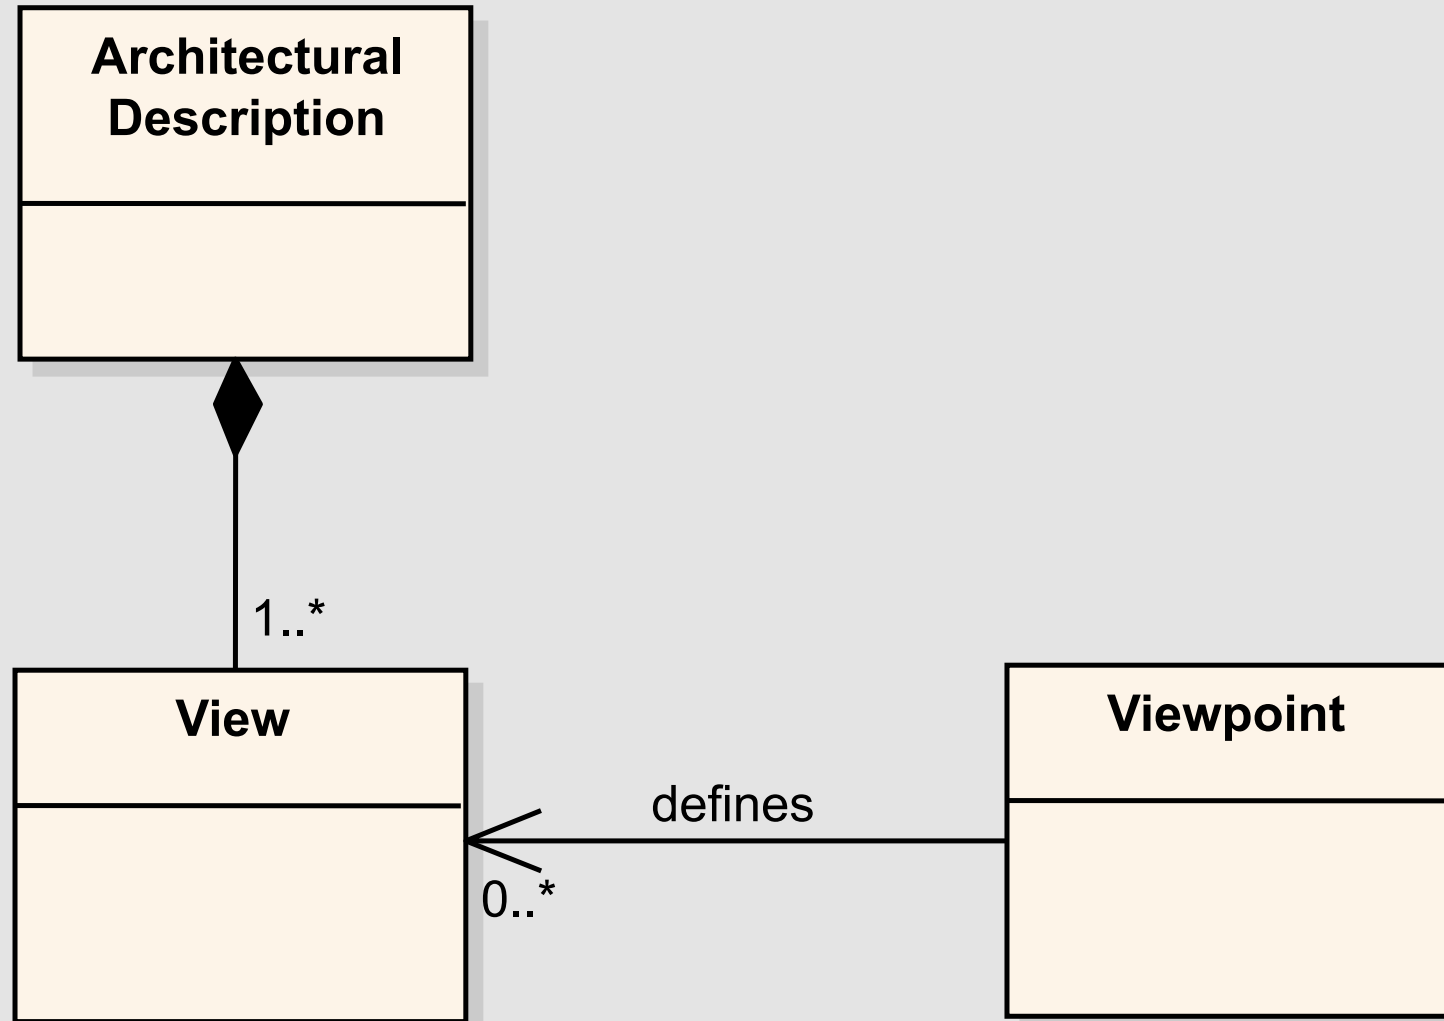 Architectural
Description
1..*
View
Viewpoint
defines
0..*